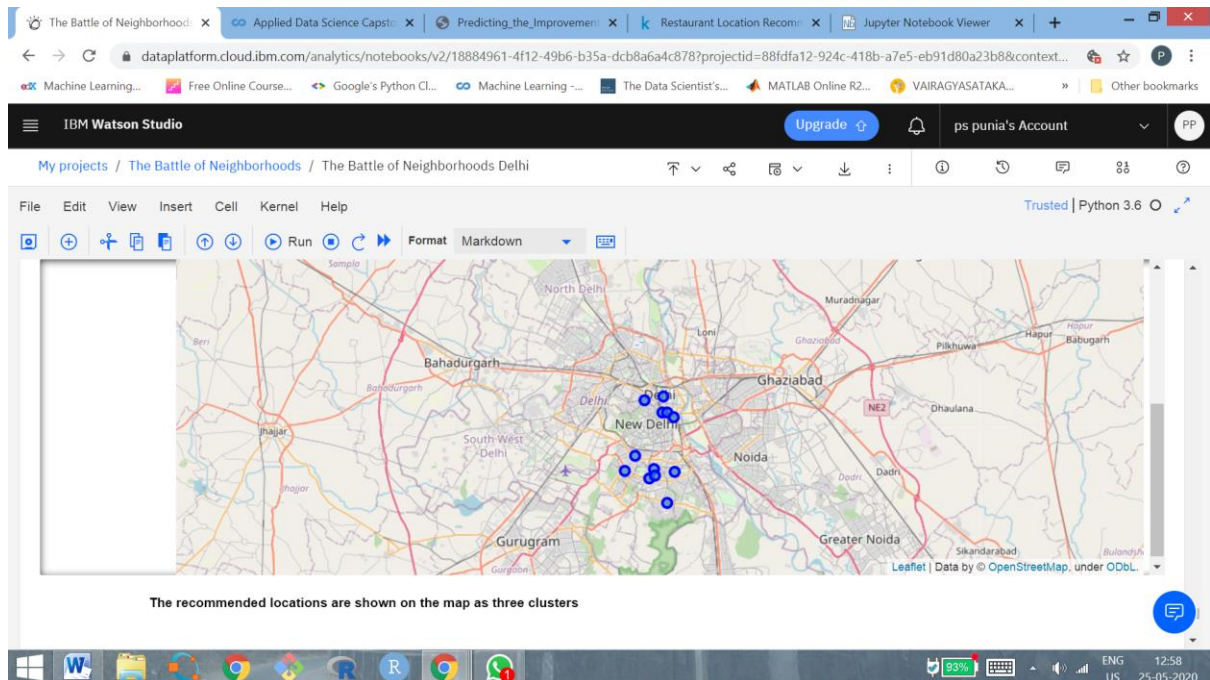 The Battle of Neighborhoods
Applied Data Science Capsto
Predicting_the_Improvement
Restaurant Location Recomm
Jupyter Notebook Viewer
dataplatform.cloud.ibm.com/analytics/notebooks/v2/18884961-4f12-49b6-b35a-dcb8a6a4c878?projectid=88fdfa12-924c-418b-a7e5-eb91d80a23b8&context...
Machine Learning... Free Online Course... Google's Python Cl... Machine Learning -... The Data Scientist's... MATLAB Online R2... VAIRAGYASATAKA... » Other bookmarks
IBM Watson Studio Upgrade ps punia's Account PP
My projects / The Battle of Neighborhoods / The Battle of Neighborhoods Delhi
File Edit View Insert Cell Kernel Help Trusted | Python 3.6
Run Format Markdown
Sampla
North Delhi
Muradnagar
Loni
Beri
Ghaziabad
Hapur
Hapur
Pilkhuwa
Babugarh
Bahadurgarh
Bahadurgarh
Ghaziabad
Delhi
Delhi
NE2
Dhaulana
Jhajjar
New Delhi
South West
Delhi
Noida
Dadri
Dadri
Jhajjar
Gurugram
Greater Noida
Sikandarabad
Gurgaon
Leaflet | Data by © OpenStreetMap, under ODbL.
The recommended locations are shown on the map as three clusters
93% ENG 12:58
US 25-05-2020